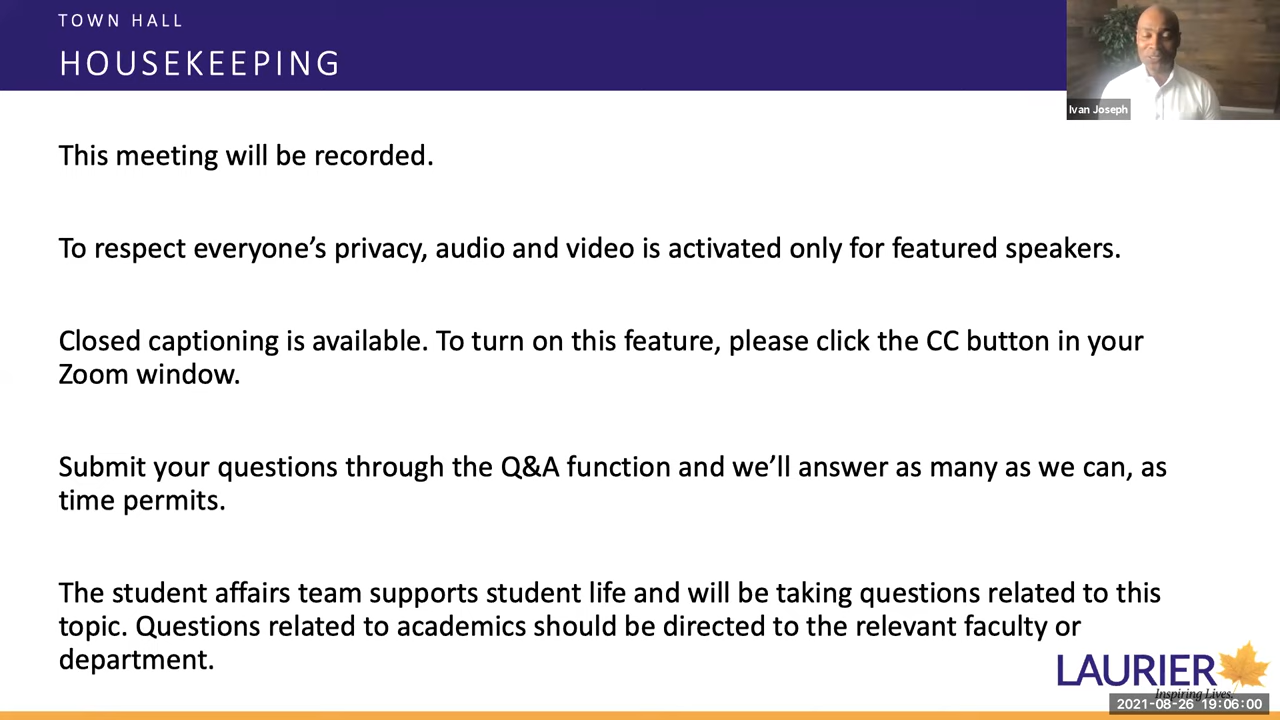 TOWN HALL
HOUSEKEEPING
Ivan Joseph
This meeting will be recorded.
To respect everyone’s privacy, audio and video is activated only for featured speakers.
Closed captioning is available. To turn on this feature, please click the CC button in your
Zoom window.
Submit your questions through the Q&A function and we’ll answer as many as we can, as
time permits.
The student affairs team supports student life and will be taking questions related to this
topic. Questions related to academics should be directed to the relevant faculty or
department.
LAURIER
Inspiring Lives.
2021-08-26 19:06:00